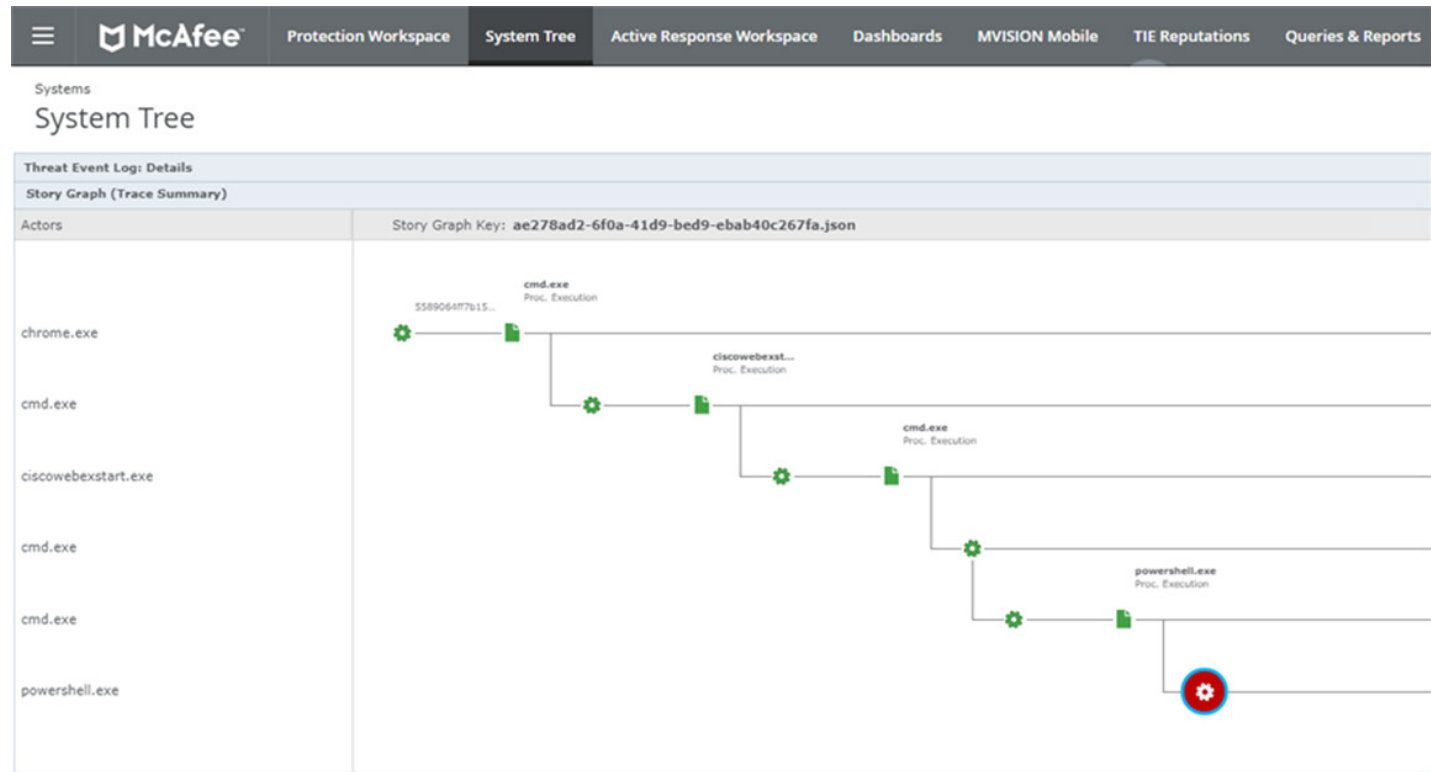 McAfee Protection Workspace System Tree Active Response Workspace Dashboards MVISION Mobile TIE Reputations Queries & Reports
Systems
System Tree
Threat Event Log: Details
Story Graph (Trace Summary)
Actors Story Graph Key: ae278ad2-6f0a-41d9-bed9-ebab40c267fa.json
cmd.exe
Proc. Execution
5589064ff7b15...
chrome.exe
ciscowebexst...
Proc. Execution
cmd.exe
cmd.exe
Proc. Execution
ciscowebexstart.exe
cmd.exe
powershell.exe
Proc. Execution
cmd.exe
powershell.exe